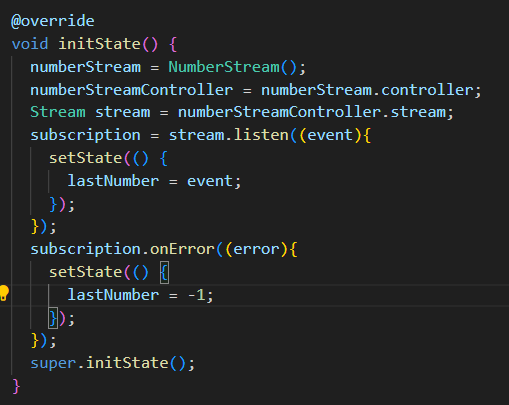 @override
void initState() {
  numberStream = NumberStream();
  numberStreamController = numberStream.controller;
  Stream stream = numberStreamController.stream;
  subscription = stream.listen((event){
    setState(() {
      lastNumber = event;
    });
  });
  subscription.onError((error){
    setState(() {
      lastNumber = -1;
    });
  });
  super.initState();
}